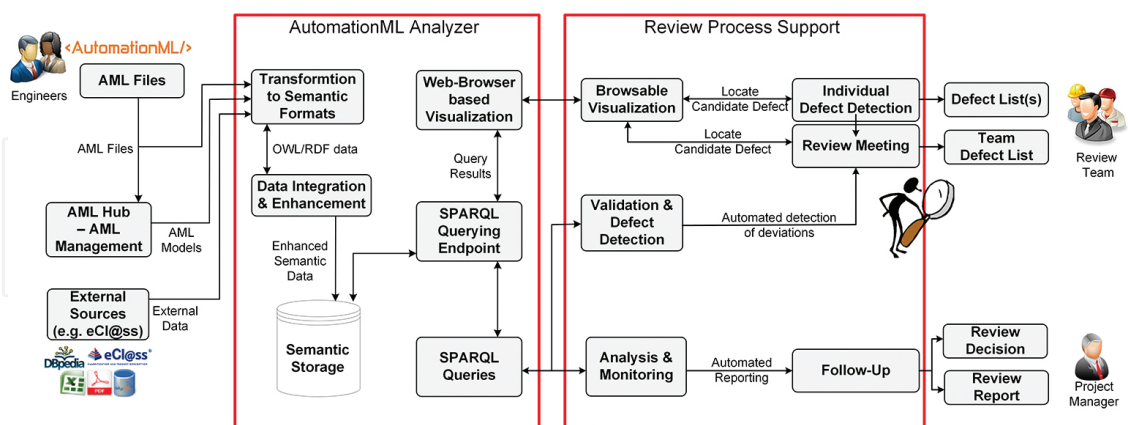 AutomationML Analyzer
Review Process Support
<AutomationML/>
Engineers
AML Files
AML Files
AML Hub
– AML
Management
AML
Models
External
Sources
(e.g. eCl@ss)
External
Data
DBpedia
eCl@ss
PDF
Transformtion
to Semantic
Formats
OWL/RDF data
Data Integration
& Enhancement
Enhanced
Semantic
Data
Semantic
Storage
Web-Browser
based
Visualization
Query
Results
SPARQL
Querying
Endpoint
SPARQL
Queries
Browsable
Visualization
Locate
Candidate Defect
Locate
Candidate Defect
Individual
Defect Detection
Review Meeting
Validation &
Defect
Detection
Automated detection
of deviations
Analysis &
Monitoring
Automated
Reporting
Follow-Up
Defect List(s)
Team
Defect List
Review
Team
Review
Decision
Review
Report
Project
Manager